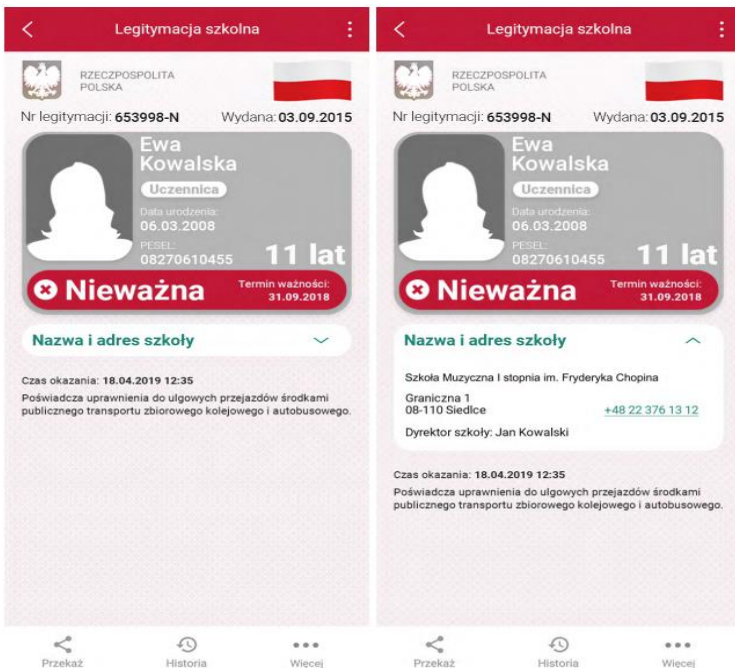 Legitymacja szkolna
RZECZPOSPOLITA
POLSKA
Nr legitymacji: 653998-N Wydana: 03.09.2015
Ewa
Kowalska
Uczennica
Data urodzenia:
06.03.2008
PESEL:
08270610455
11 lat
Nieważna
Termin ważności:
31.09.2018
Nazwa i adres szkoły
Czas okazania: 18.04.2019 12:35
Poświadcza uprawnienia do ulgowych przejazdów środkami
publicznego transportu zbiorowego kolejowego i autobusowego.
Przekaż Historia Więcej
Legitymacja szkolna
RZECZPOSPOLITA
POLSKA
Nr legitymacji: 653998-N Wydana: 03.09.2015
Ewa
Kowalska
Uczennica
Data urodzenia:
06.03.2008
PESEL:
08270610455
11 lat
Nieważna
Termin ważności:
31.09.2018
Nazwa i adres szkoły
Szkoła Muzyczna I stopnia im. Fryderyka Chopina
Graniczna 1
08-110 Siedlce +48 22 376 13 12
Dyrektor szkoły: Jan Kowalski
Czas okazania: 18.04.2019 12:35
Poświadcza uprawnienia do ulgowych przejazdów środkami
publicznego transportu zbiorowego kolejowego i autobusowego.
Przekaż Historia Więcej